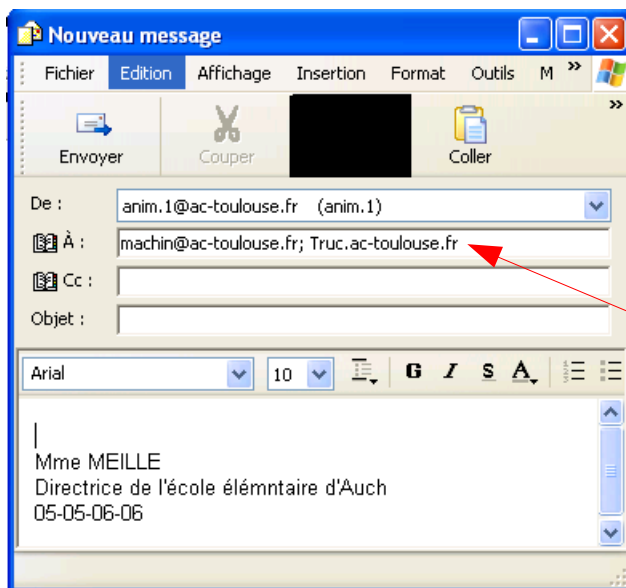 Nouveau message
Fichier Edition Affichage Insertion Format Outils M »
Envoyer Couper Coller »
De : anim.1@ac-toulouse.fr (anim.1)
À : machin@ac-toulouse.fr; Truc.ac-toulouse.fr
Cc :
Objet :
Arial 10 G I S A
Mme MEILLE
Directrice de l'école élémntaire d'Auch
05-05-06-06